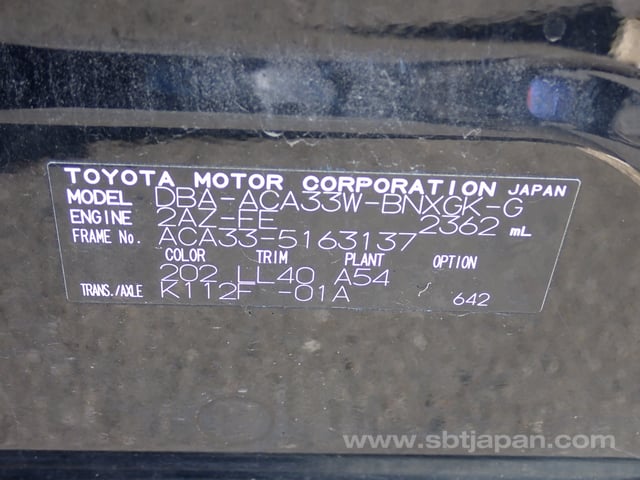 TOYOTA MOTOR CORPORATION JAPAN
MODEL DBA-ACA33W-BNXGK-G
ENGINE 2AZ-FE 2362 mL
FRAME No. ACA33-5163137
COLOR TRIM PLANT OPTION
202 LL40 A54
TRANS./AXLE K112F -01A 642
www.sbtjapan.com